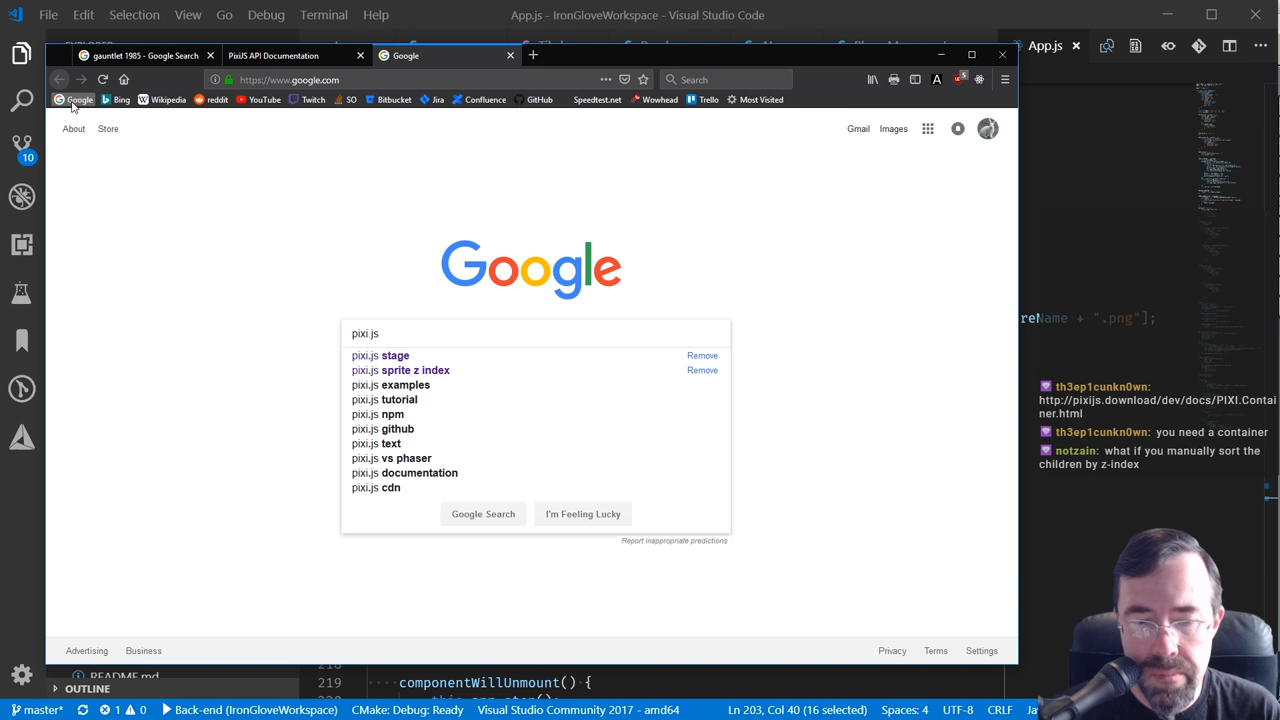 File Edit Selection View Go Debug Terminal Help
App.js - IronGloveWorkspace - Visual Studio Code
gauntlet 1985 - Google Search
PixiJS API Documentation
Google
App.js
https://www.google.com
Search
Google Bing Wikipedia reddit YouTube Twitch SO Bitbucket Jira Confluence GitHub Speedtest.net Wowhead Trello Most Visited
About Store
Gmail Images
Google
pixi.js
pixi.js stage Remove
pixi.js sprite z index Remove
pixi.js examples
pixi.js tutorial
pixi.js npm
pixi.js github
pixi.js text
pixi.js vs phaser
pixi.js documentation
pixi.js cdn
Google Search I'm Feeling Lucky
Report inappropriate predictions
Advertising Business
Privacy Terms Settings
10
reName + ".png"];
th3ep1cunkn0wn:
http://pixijs.download/dev/docs/PIXI.Contai
ner.html
th3ep1cunkn0wn: you need a container
notzain: what if you manually sort the
children by z-index
README.md
OUTLINE
219 componentWillUnmount() {
master* 1 0 Back-end (IronGloveWorkspace) CMake: Debug: Ready Visual Studio Community 2017 - amd64 Ln 203, Col 40 (16 selected) Spaces: 4 UTF-8 CRLF